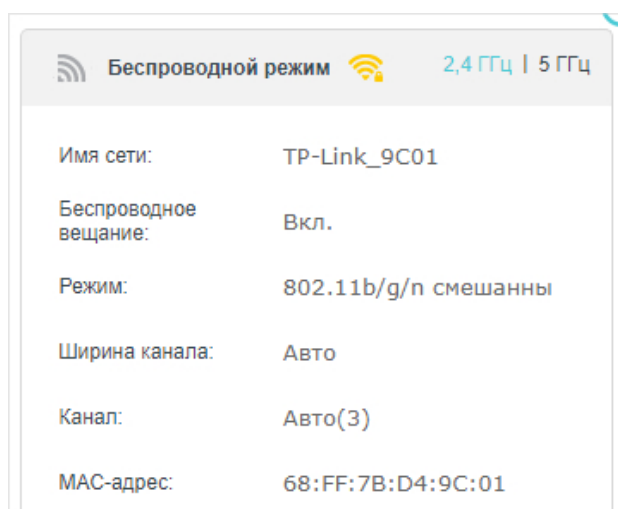 Беспроводной режим 2,4 ГГц | 5 ГГц
Имя сети: TP-Link_9C01
Беспроводное
вещание: Вкл.
Режим: 802.11b/g/n смешанны
Ширина канала: Авто
Канал: Авто(3)
MAC-адрес: 68:FF:7B:D4:9C:01